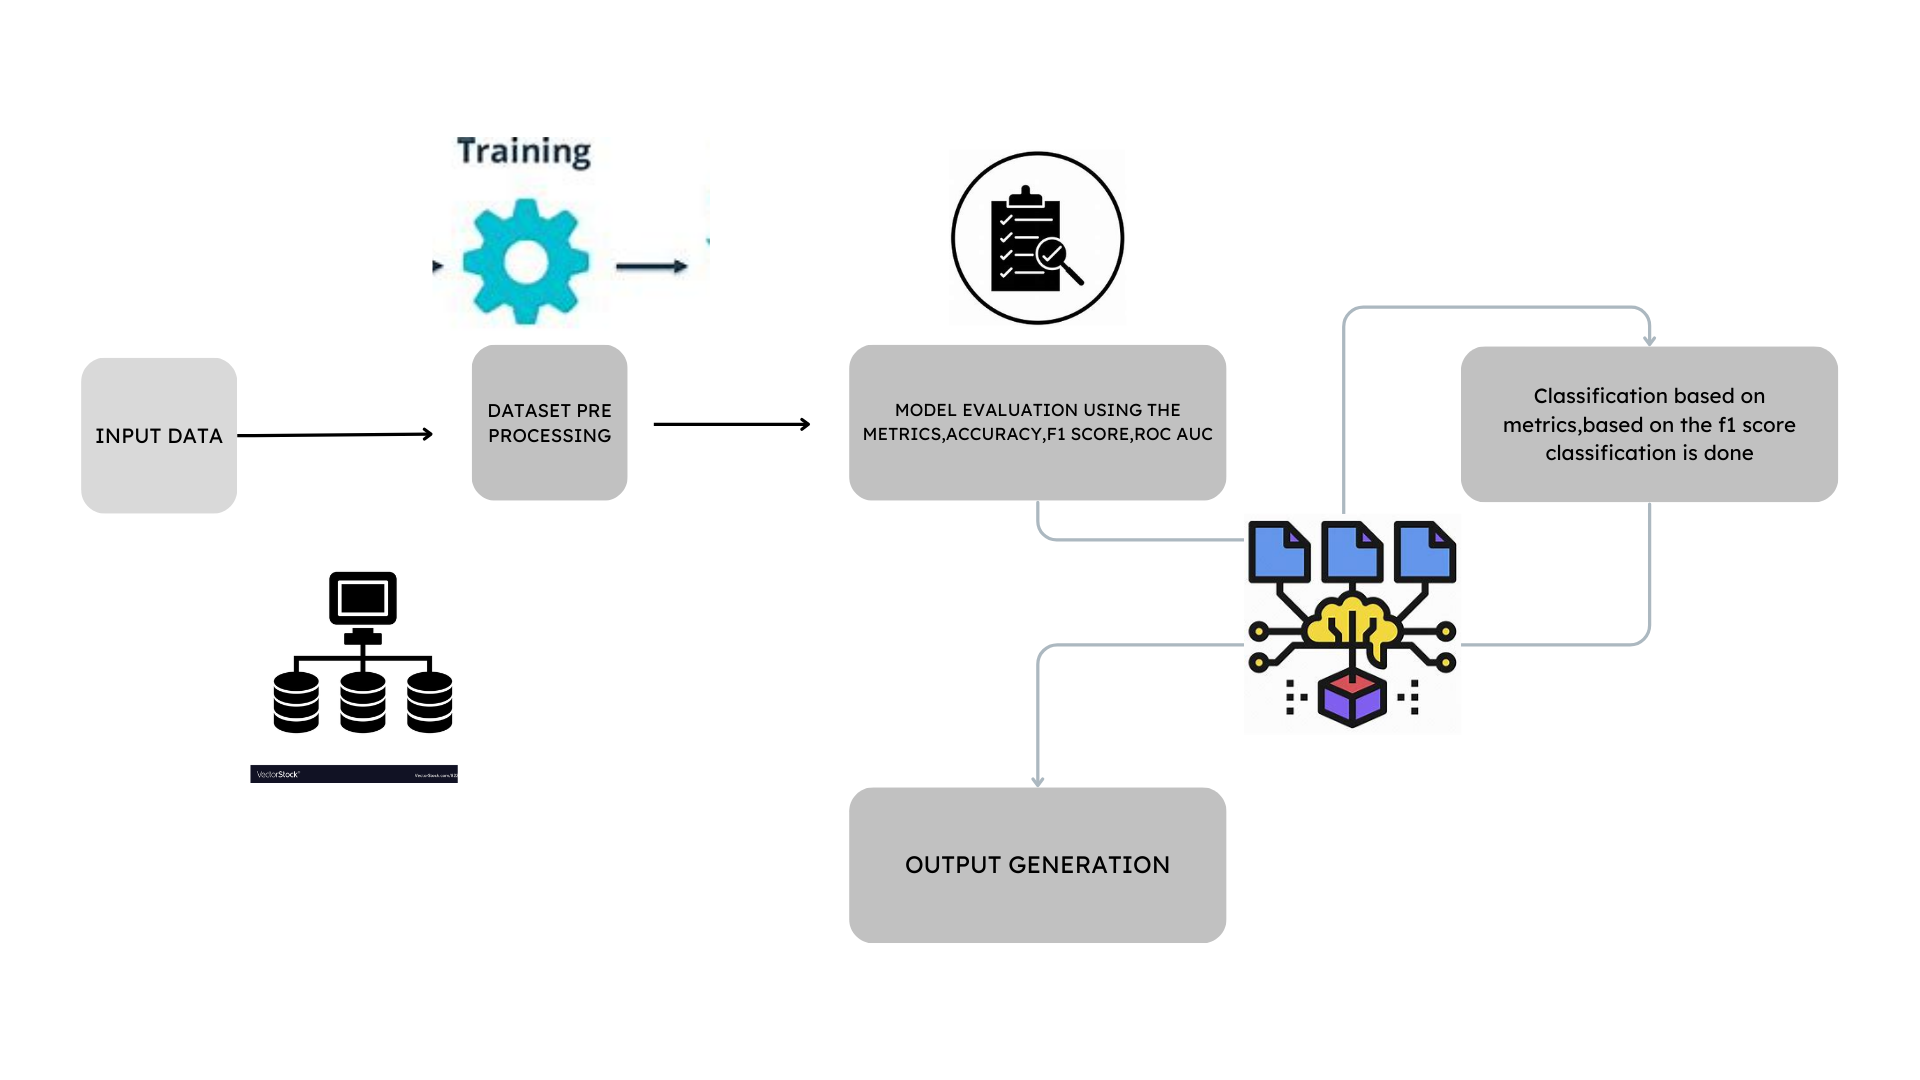 Training
INPUT DATA
DATASET PRE
PROCESSING
MODEL EVALUATION USING THE
METRICS,ACCURACY,F1 SCORE,ROC AUC
Classification based on
metrics,based on the f1 score
classification is done
VectorStock®
OUTPUT GENERATION